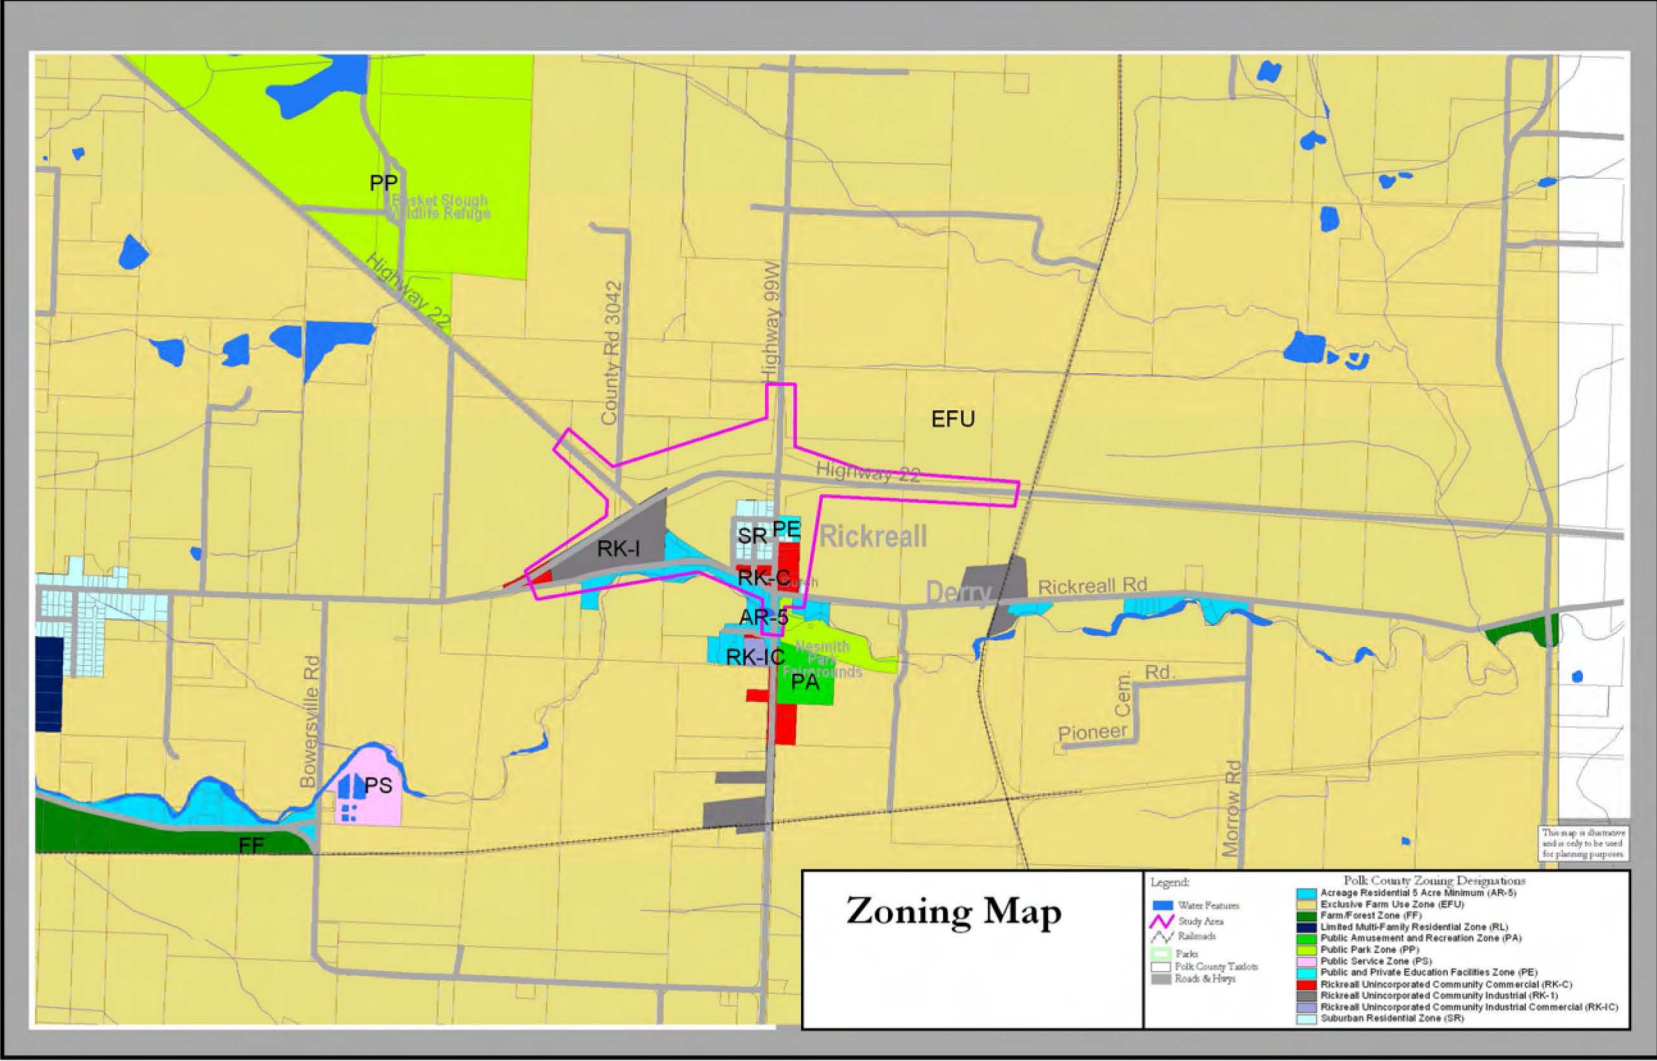 PP
Basket Slough
Wildlife Refuge
Highway 22
County Rd 3042
Highway 99W
EFU
Highway 22
SR
PE
Rickreall
RK-I
RK-C
Derry
Rickreall Rd
AR-5
RK-IC
Nesmith
Park
Fairgrounds
PA
Cem.
Rd.
Pioneer
Bowersville Rd
PS
Morrow Rd
FF
This map is illustrative
and is only to be used
for planning purposes.
Zoning Map
Legend:
Water Features
Study Area
Railroads
Parks
Polk County Taxlots
Roads & Hwys
Polk County Zoning Designations
Acreage Residential 5 Acre Minimum (AR-5)
Exclusive Farm Use Zone (EFU)
Farm/Forest Zone (FF)
Limited Multi-Family Residential Zone (RL)
Public Amusement and Recreation Zone (PA)
Public Park Zone (PP)
Public Service Zone (PS)
Public and Private Education Facilities Zone (PE)
Rickreall Unincorporated Community Commercial (RK-C)
Rickreall Unincorporated Community Industrial (RK-1)
Rickreall Unincorporated Community Industrial Commercial (RK-IC)
Suburban Residential Zone (SR)